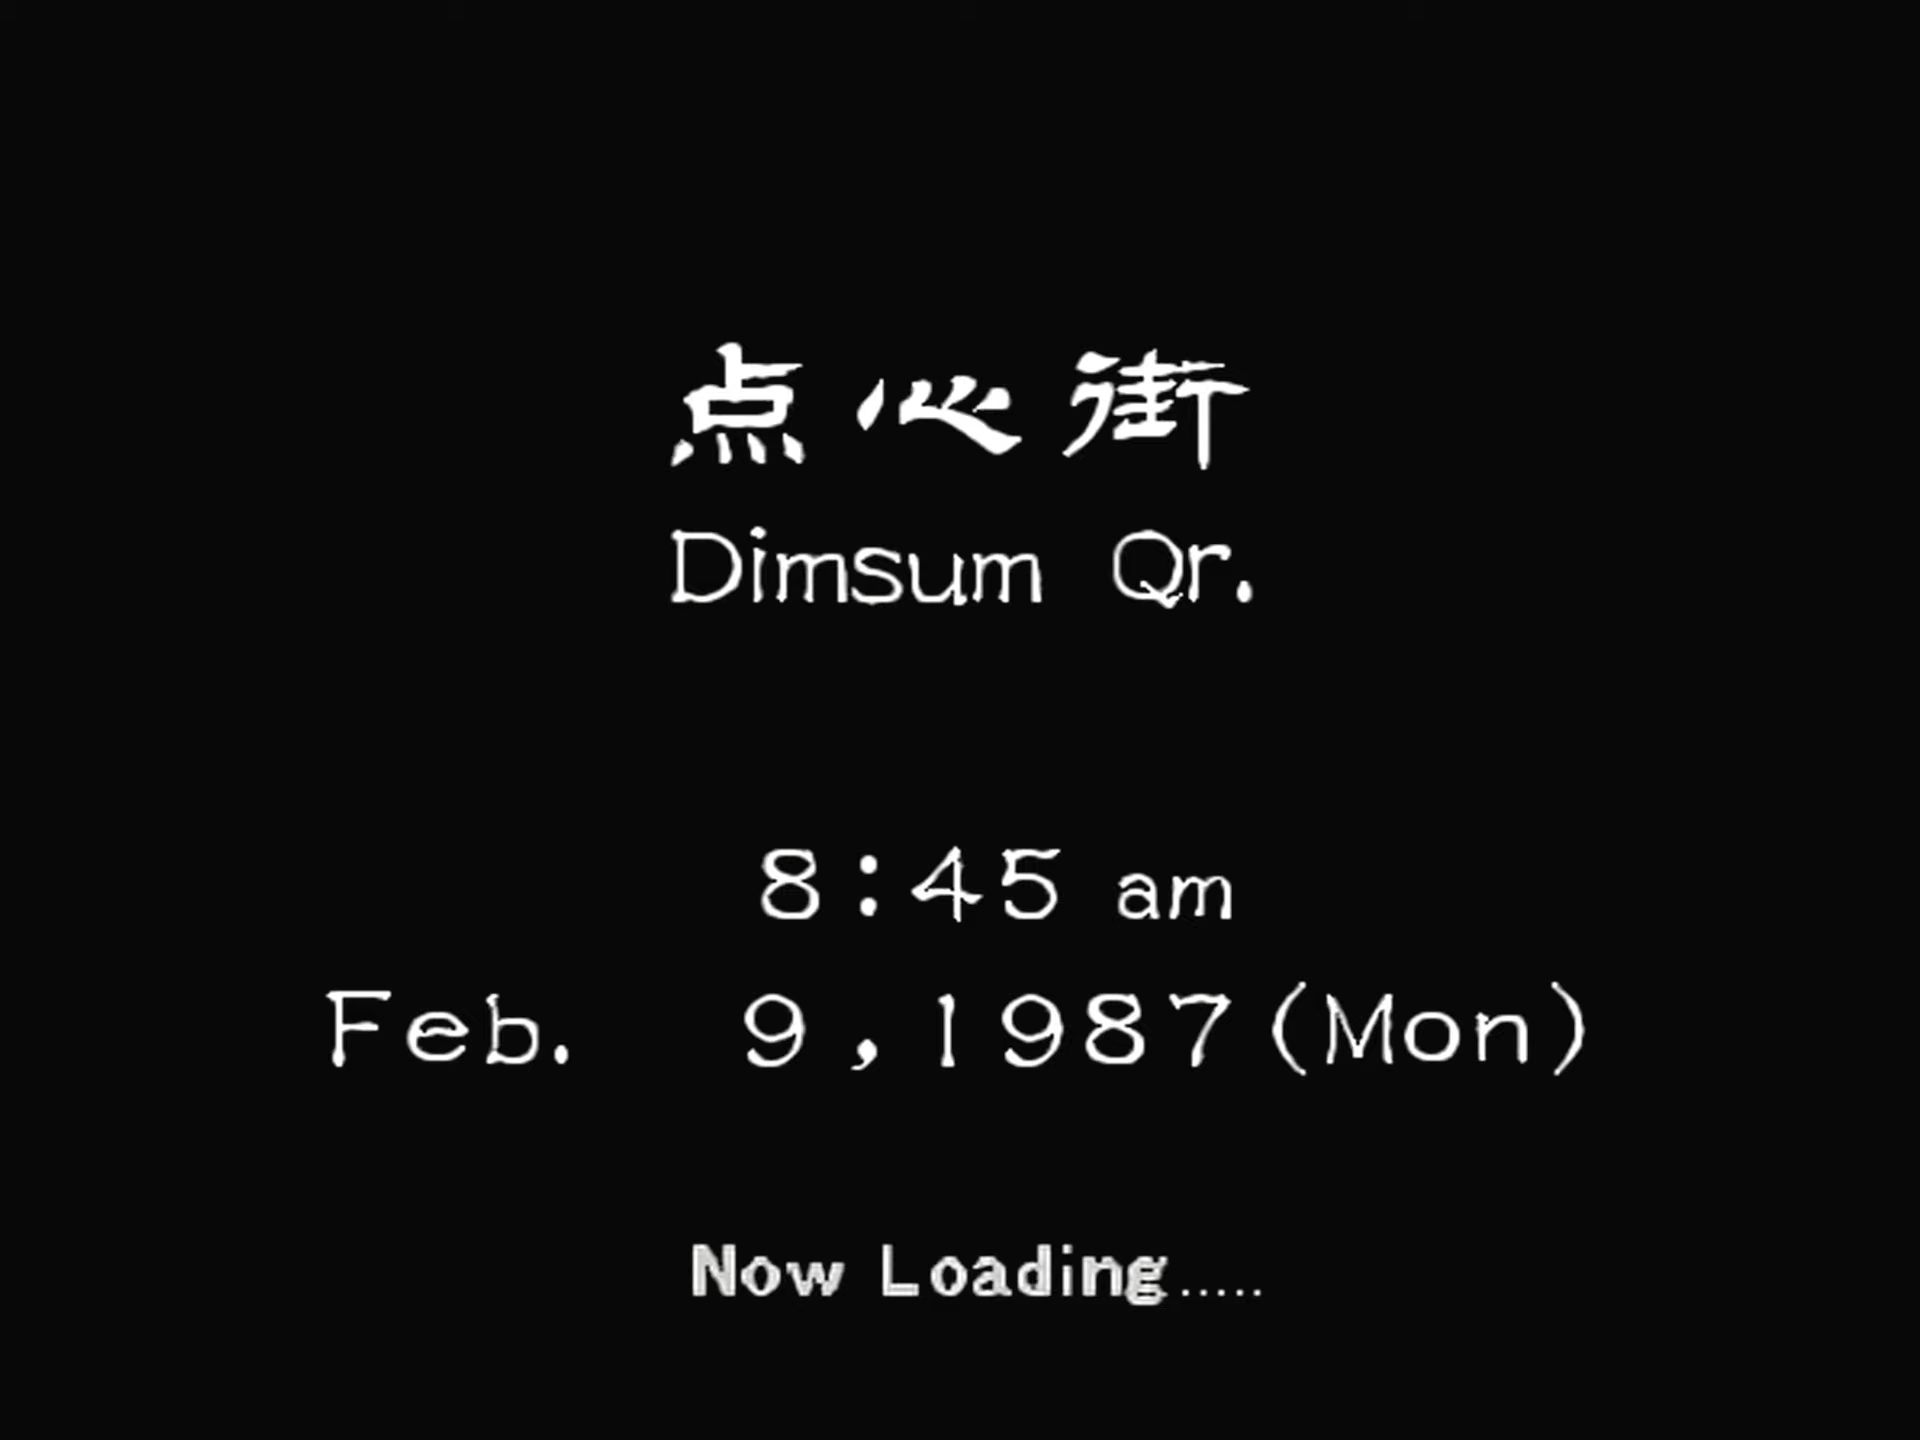 点心街
Dimsum Qr.
8:45 am
Feb. 9,1987(Mon)
Now Loading.....